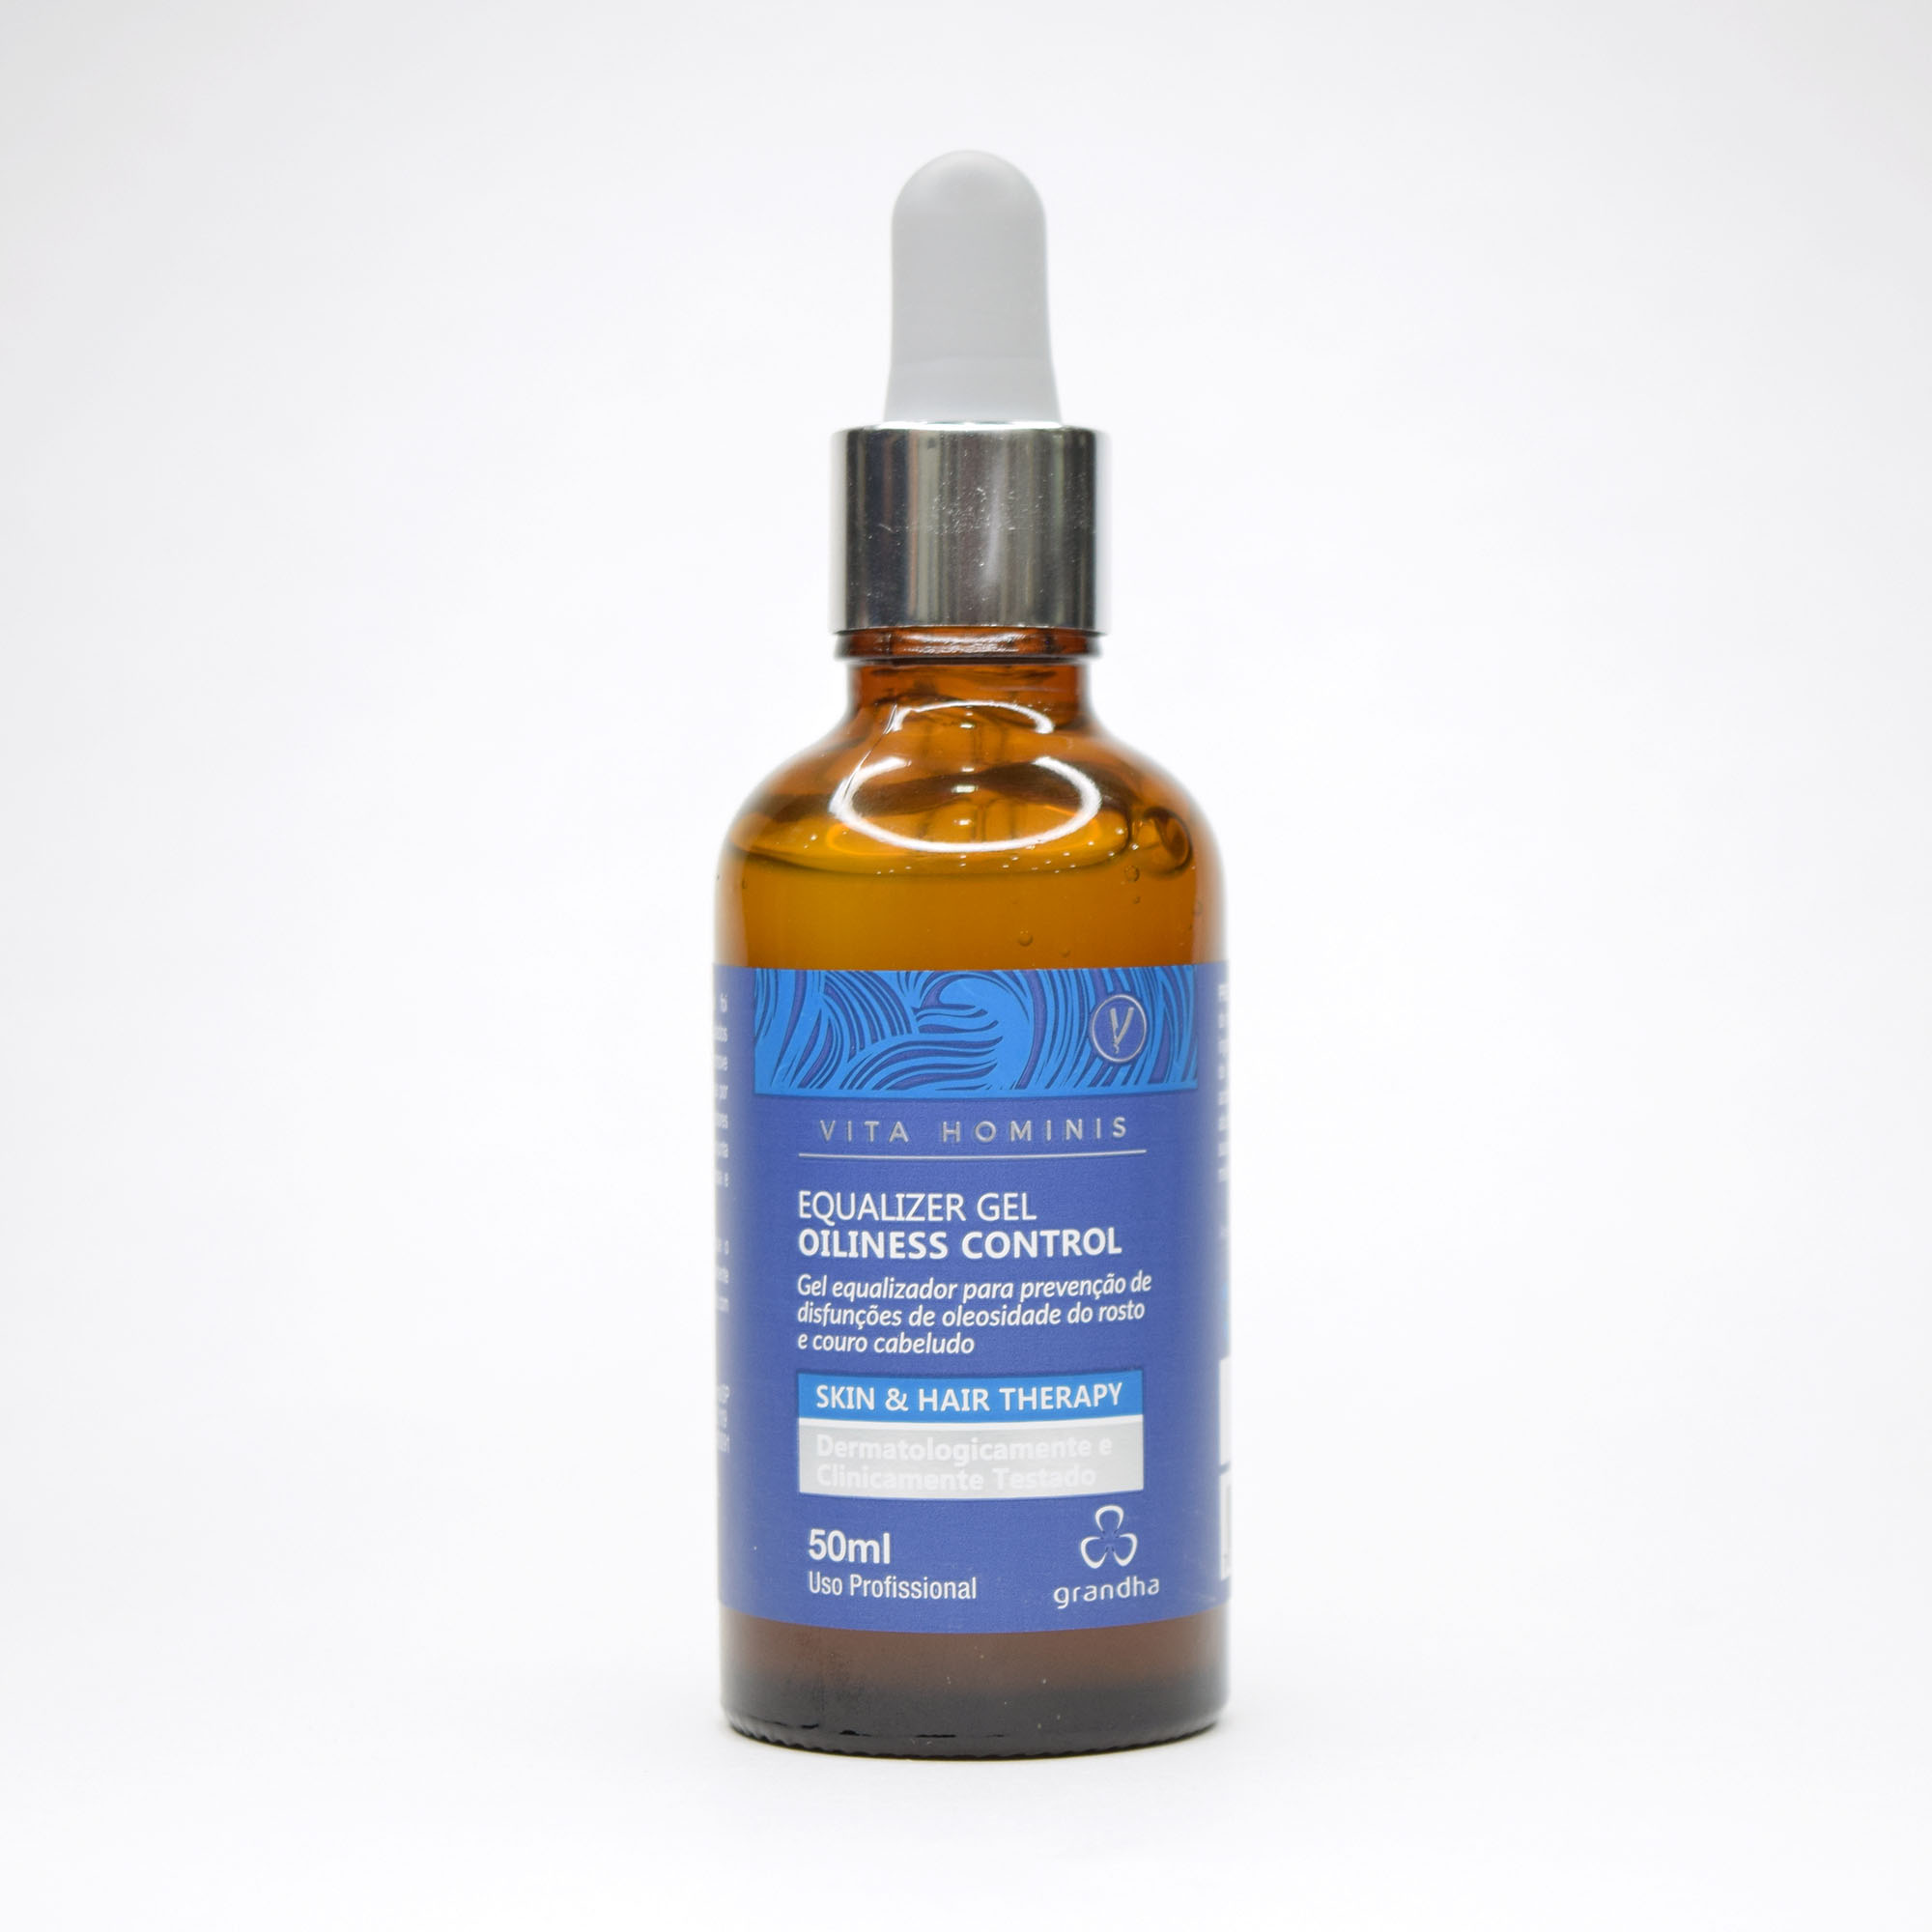 VITA HOMINIS
EQUALIZER GEL
OILINESS CONTROL
Gel equalizador para prevenção de
disfunções de oleosidade do rosto
e couro cabeludo
SKIN & HAIR THERAPY
Dermatologicamente e
Clinicamente Testado
50ml
Uso Profissional
grandha